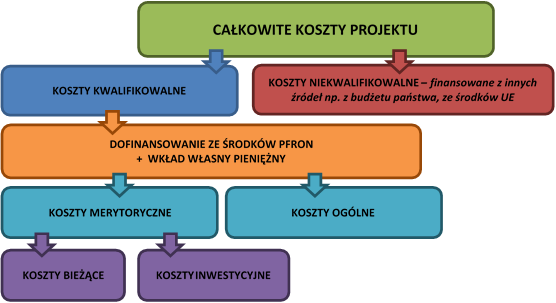 CAŁKOWITE KOSZTY PROJEKTU
KOSZTY KWALIFIKOWALNE
KOSZTY NIEKWALIFIKOWALNE – finansowane z innych
źródeł np. z budżetu państwa, ze środków UE
DOFINANSOWANIE ZE ŚRODKÓW PFRON
+ WKŁAD WŁASNY PIENIĘŻNY
KOSZTY MERYTORYCZNE
KOSZTY OGÓLNE
KOSZTY BIEŻĄCE
KOSZTY INWESTYCYJNE